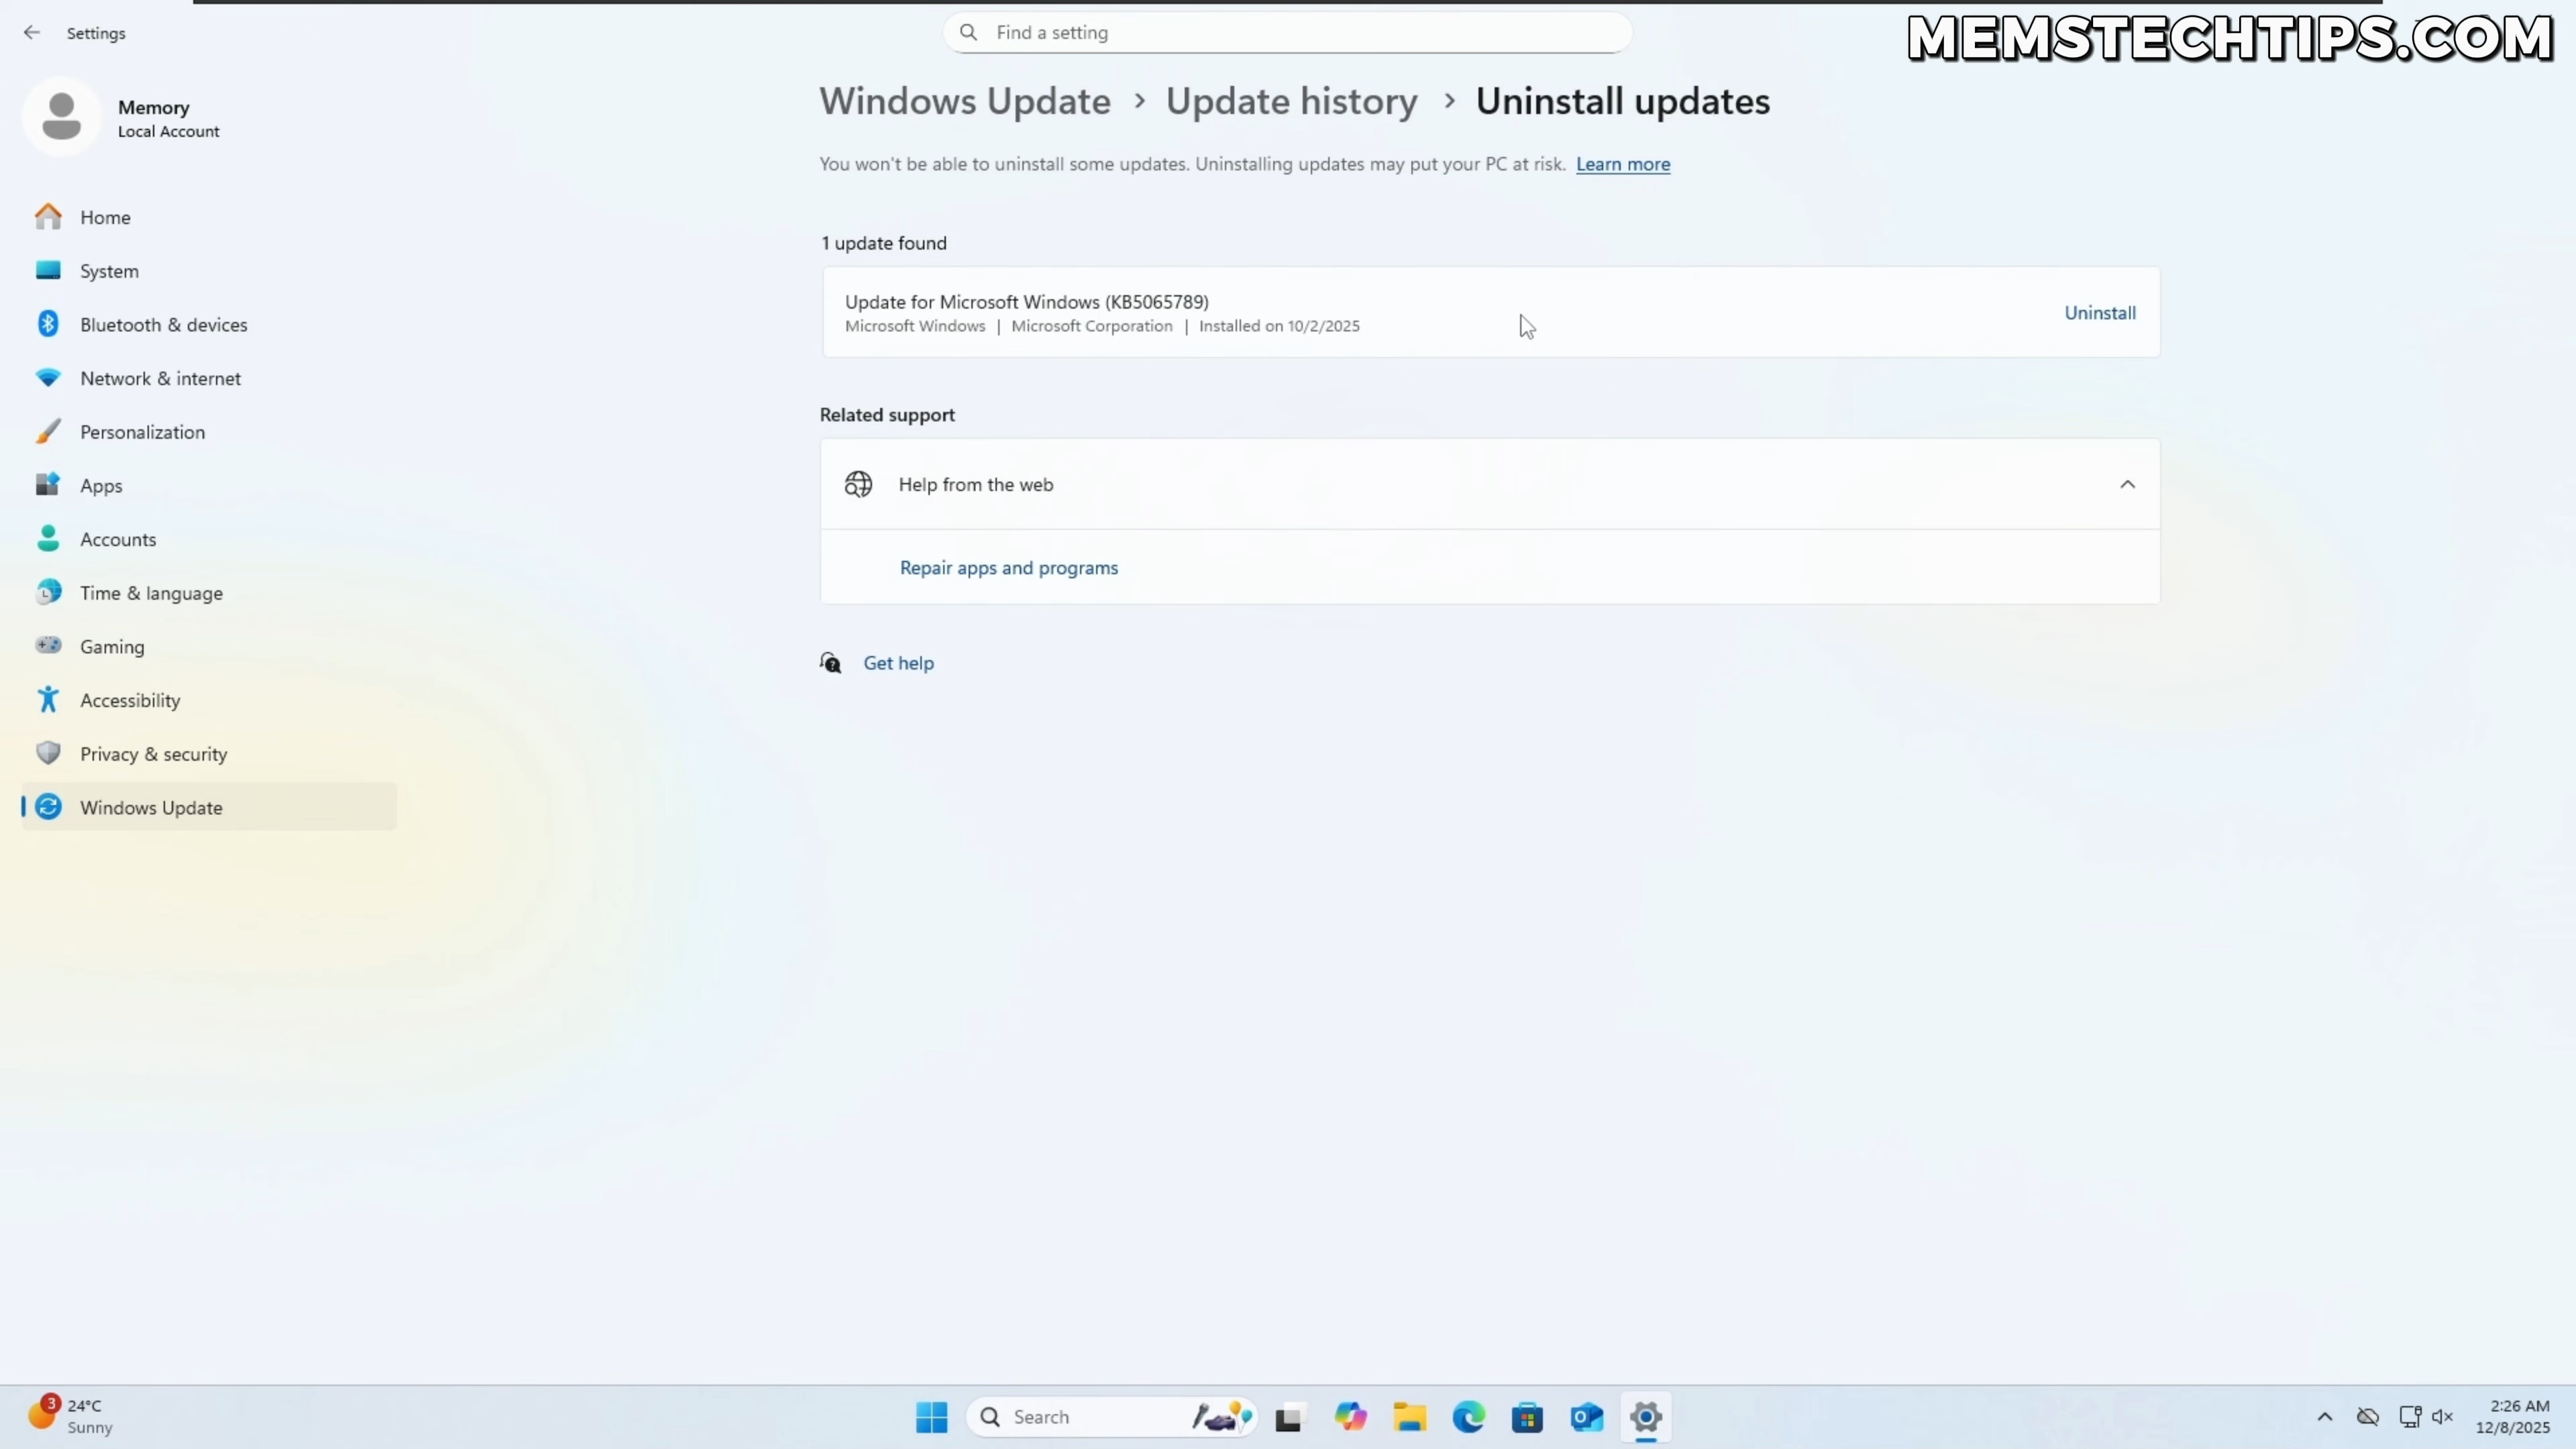 Settings
Find a setting
MEMSTECHTIPS.COM
Memory
Local Account
Windows Update > Update history > Uninstall updates
You won't be able to uninstall some updates. Uninstalling updates may put your PC at risk. Learn more
Home
System
Bluetooth & devices
Network & internet
Personalization
Apps
Accounts
Time & language
Gaming
Accessibility
Privacy & security
Windows Update
1 update found
Update for Microsoft Windows (KB5065789)
Microsoft Windows | Microsoft Corporation | Installed on 10/2/2025
Uninstall
Related support
Help from the web
Repair apps and programs
Get help
3
24°C
Sunny
Search
2:26 AM
12/8/2025